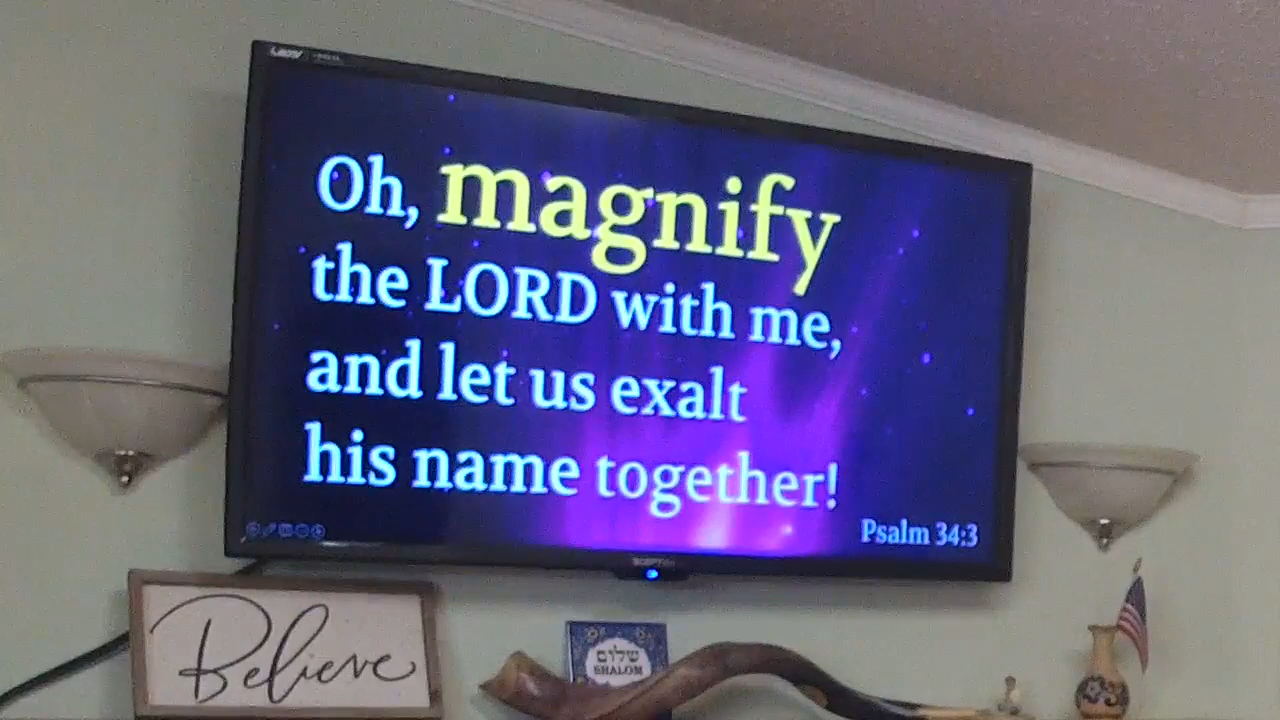 Oh, magnify
the LORD with me,
and let us exalt
his name together!
Psalm 34:3
Believe
שלום
SHALOM